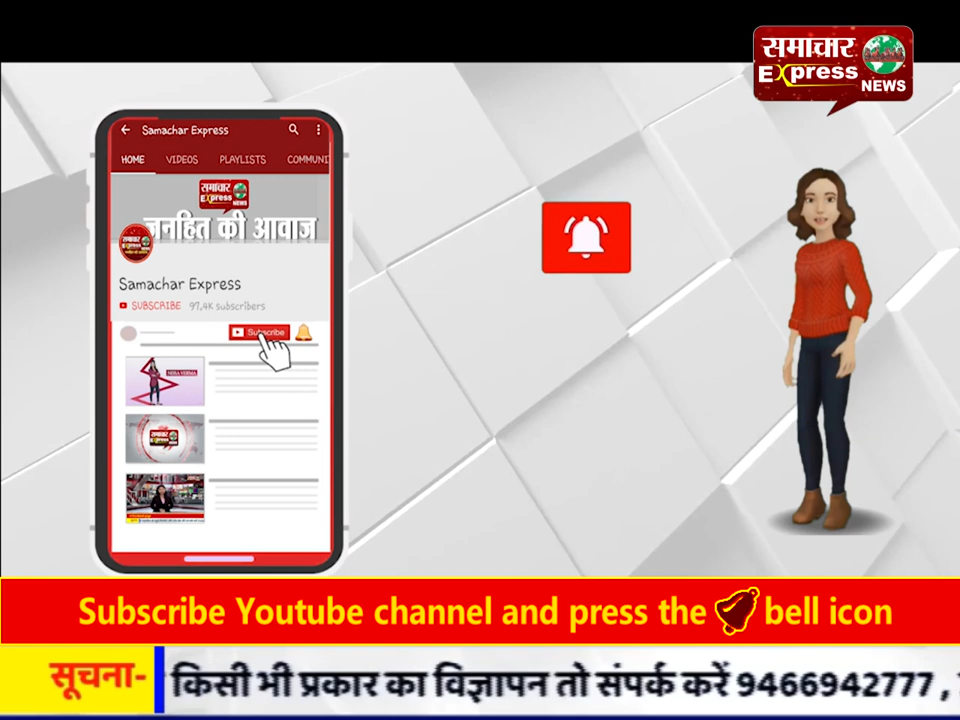 समाचार
Express
NEWS
Samachar Express
HOME VIDEOS PLAYLISTS COMMUNI
समाचार
Express
NEWS
जनहित की आवाज
Samachar Express
SUBSCRIBE 97.4K subscribers
Subscribe
Subscribe Youtube channel and press the bell icon
सूचना- किसी भी प्रकार का विज्ञापन तो संपर्क करें 9466942777 ,